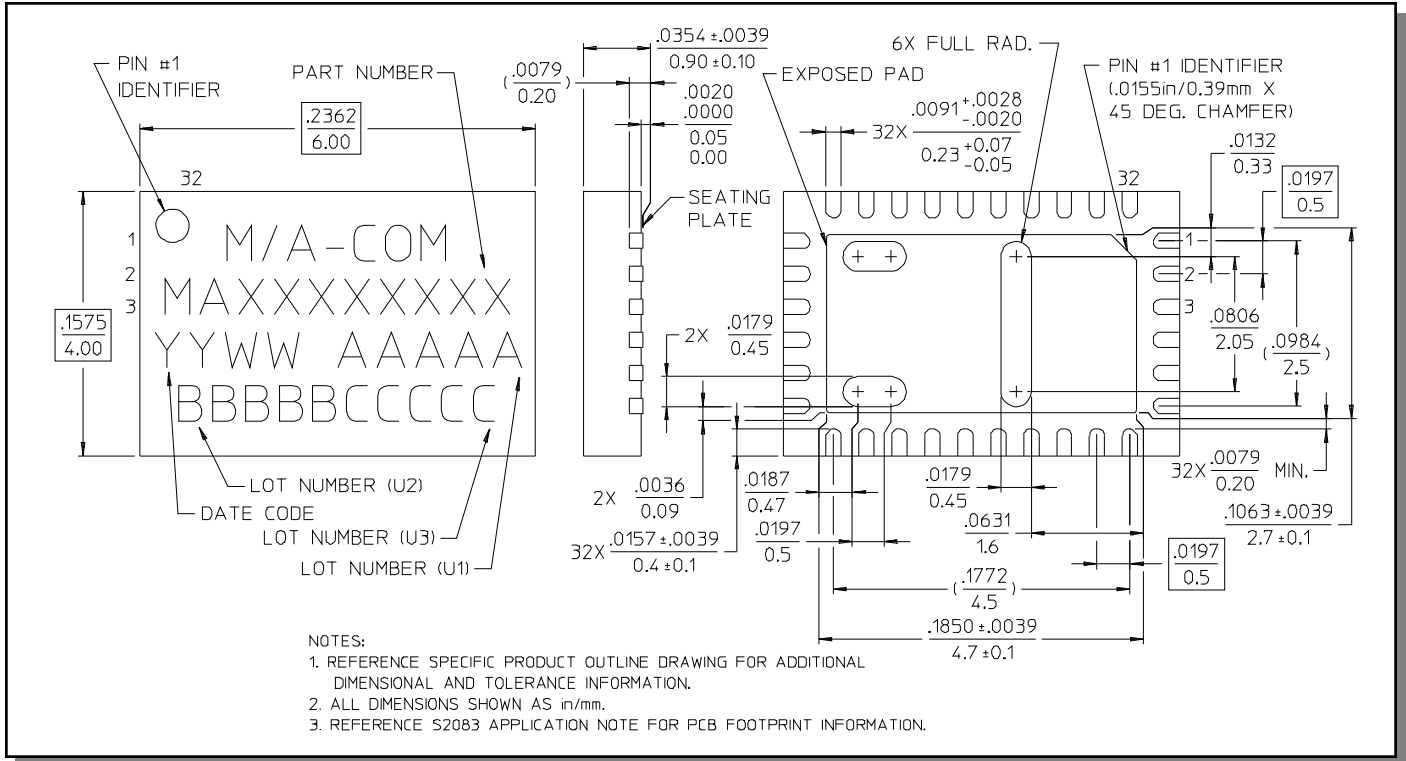 PIN #1
IDENTIFIER
PART NUMBER
.2362
6.00
32
.1575
4.00
1
2
3
M/A-COM
MAXXXXXXXXX
YYWW AAAAA
BBBBBCCCCC
LOT NUMBER (U2)
DATE CODE
LOT NUMBER (U3)
LOT NUMBER (U1)
.0354 ±.0039
0.90 ±0.10
(.0079)
0.20
.0020
.0000
0.05
0.00
SEATING
PLATE
EXPOSED PAD
6X FULL RAD.
32X .0091 +.0028
-.0020
0.23 +0.07
-0.05
PIN #1 IDENTIFIER
(.0155in/0.39mm X
45 DEG. CHAMFER)
.0132
0.33
.0197
0.5
32
1
2
3
2X .0179
0.45
.0806
2.05
(.0984)
2.5
2X .0036
0.09
.0187
0.47
.0179
0.45
32X .0079 MIN.
0.20
32X .0157 ±.0039
0.4 ±0.1
.0197
0.5
.0631
1.6
.1063 ±.0039
2.7 ±0.1
.0197
0.5
(.1772)
4.5
.1850 ±.0039
4.7 ±0.1
NOTES:
1. REFERENCE SPECIFIC PRODUCT OUTLINE DRAWING FOR ADDITIONAL
DIMENSIONAL AND TOLERANCE INFORMATION.
2. ALL DIMENSIONS SHOWN AS in/mm.
3. REFERENCE S2083 APPLICATION NOTE FOR PCB FOOTPRINT INFORMATION.